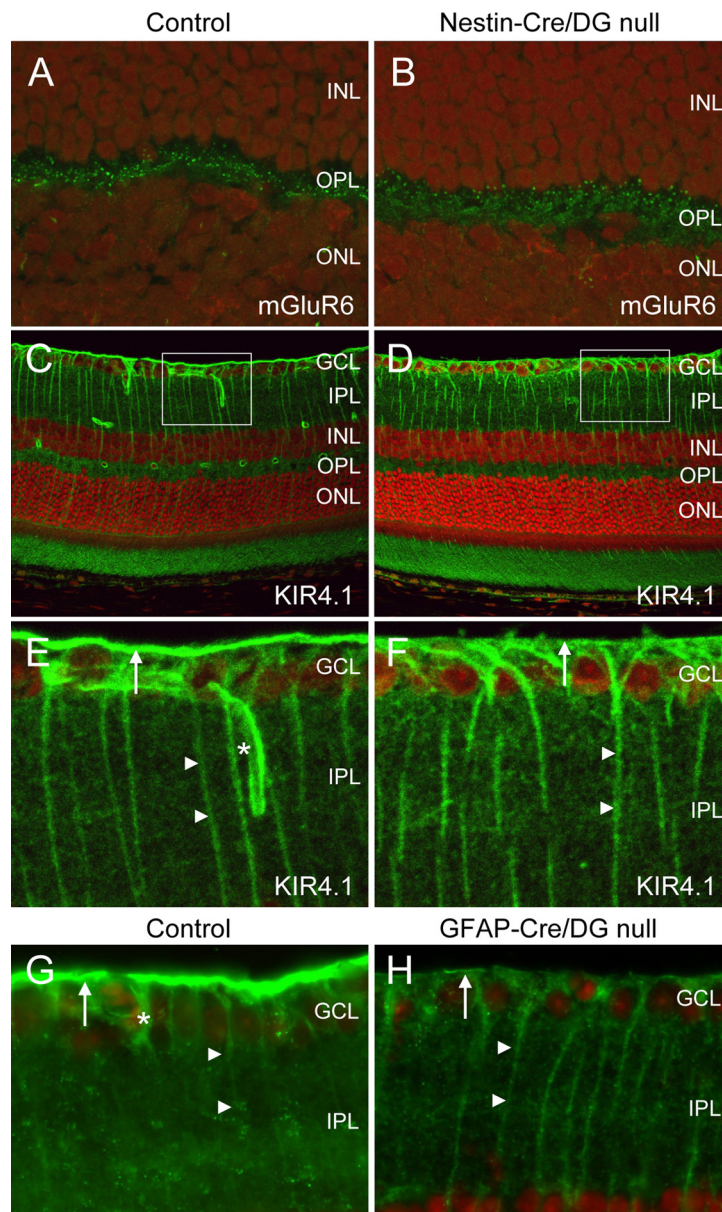 Control
Nestin-Cre/DG null
A
INL
OPL
ONL
mGluR6
B
INL
OPL
ONL
mGluR6
C
GCL
IPL
INL
OPL
ONL
KIR4.1
D
GCL
IPL
INL
OPL
ONL
KIR4.1
E
GCL
*
IPL
KIR4.1
F
GCL
IPL
KIR4.1
Control
GFAP-Cre/DG null
G
GCL
*
IPL
H
GCL
IPL